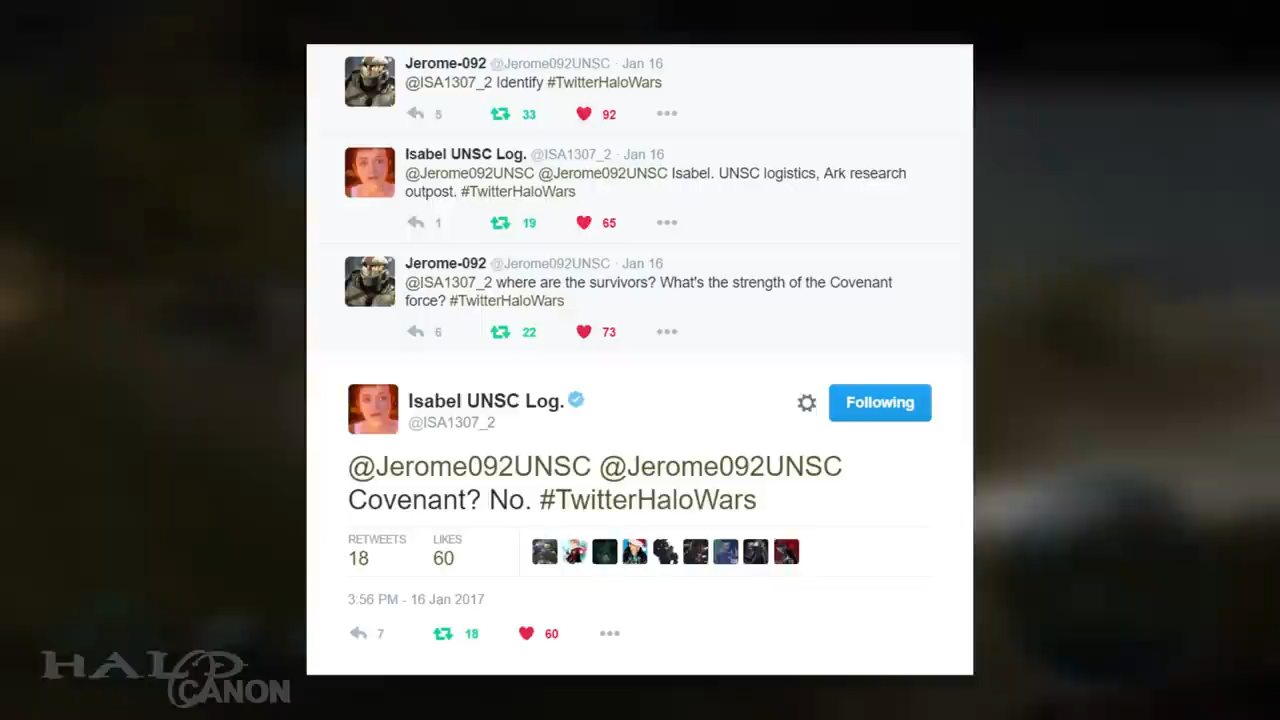 Jerome-092 @Jerome092UNSC · Jan 16
@ISA1307_2 Identify #TwitterHaloWars
5 33 92
Isabel UNSC Log. @ISA1307_2 · Jan 16
@Jerome092UNSC @Jerome092UNSC Isabel. UNSC logistics, Ark research
outpost. #TwitterHaloWars
1 19 65
Jerome-092 @Jerome092UNSC · Jan 16
@ISA1307_2 where are the survivors? What's the strength of the Covenant
force? #TwitterHaloWars
6 22 73
Isabel UNSC Log.
@ISA1307_2
Following
@Jerome092UNSC @Jerome092UNSC
Covenant? No. #TwitterHaloWars
RETWEETS LIKES
18 60
3:56 PM - 16 Jan 2017
7 18 60
HALO
CANON